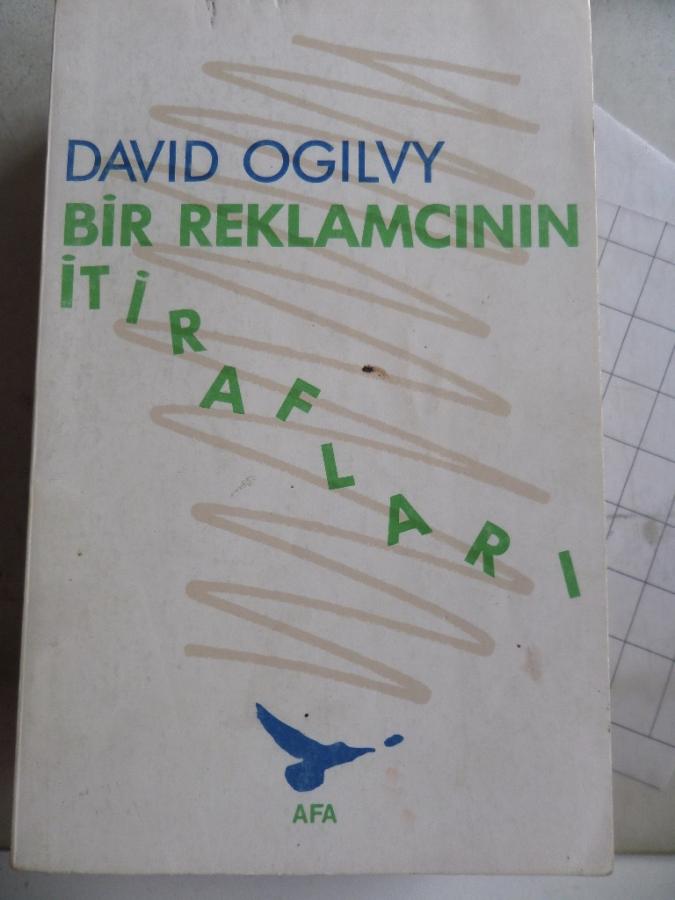 DAVID OGILVY
BİR REKLAMCININ
İTİRAFLARI
AFA